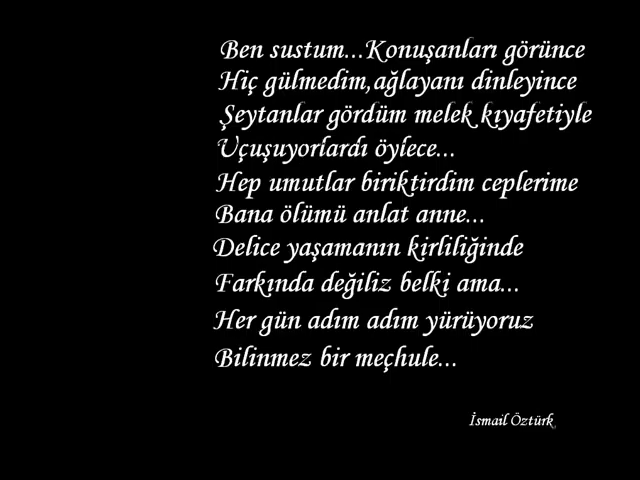 Ben sustum...Konuşanları görünce
Hiç gülmedim,ağlayanı dinleyince
Şeytanlar gördüm melek kıyafetiyle
Uçuşuyorlardı öylece...
Hep umutlar biriktirdim ceplerime
Bana ölümü anlat anne...
Delice yaşamanın kirliliğinde
Farkında değiliz belki ama...
Her gün adım adım yürüyoruz
Bilinmez bir meçhule...
İsmail Öztürk